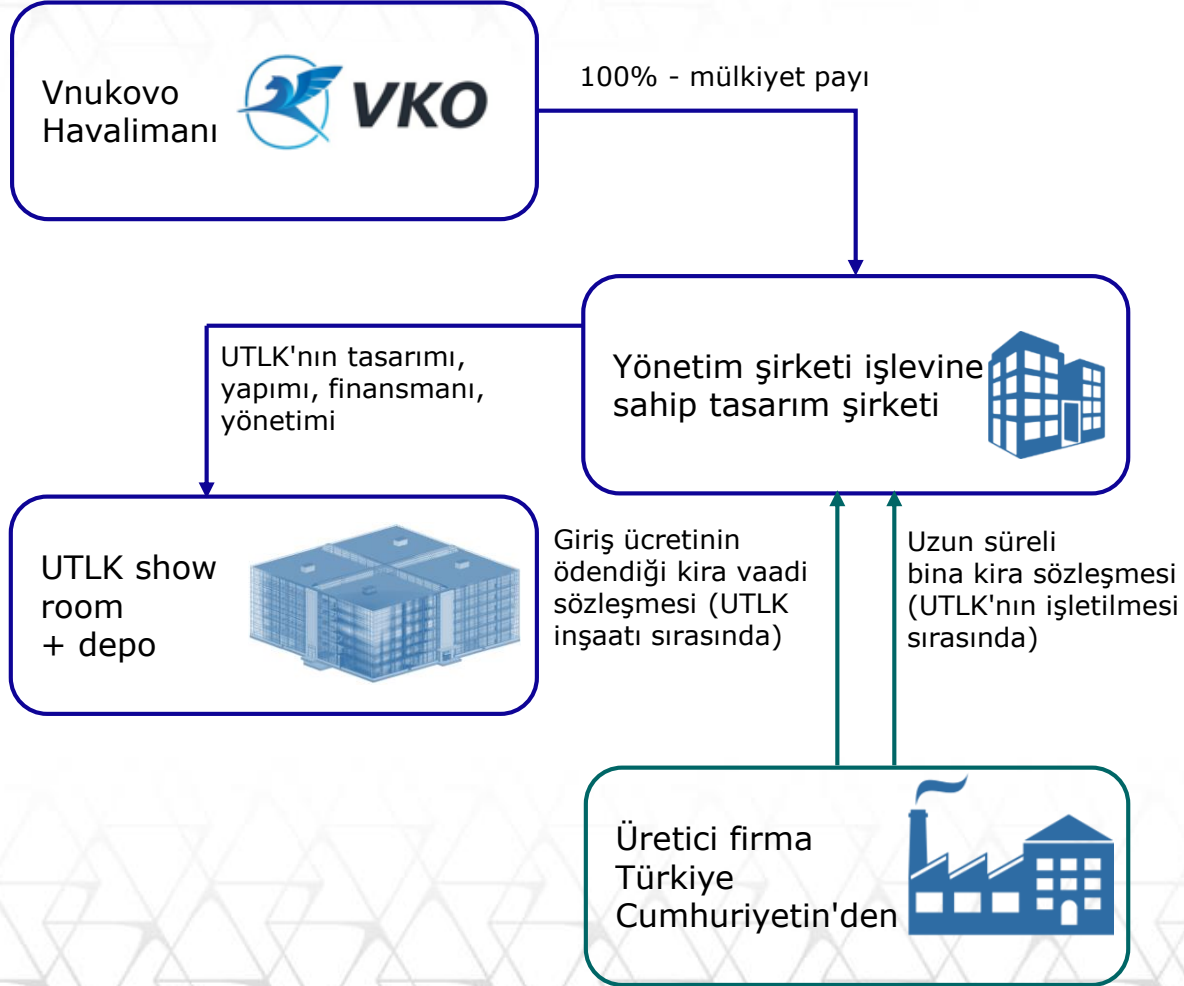 Vnukovo
Havalimanı
VKO
100% - mülkiyet payı
Yönetim şirketi işlevine
sahip tasarım şirketi
UTLK'nın tasarımı,
yapımı, finansmanı,
yönetimi
UTLK show
room
+ depo
Giriş ücretinin
ödendiği kira vaadi
sözleşmesi (UTLK
inşaatı sırasında)
Uzun süreli
bina kira sözleşmesi
(UTLK'nın işletilmesi
sırasında)
Üretici firma
Türkiye
Cumhuriyetin'den